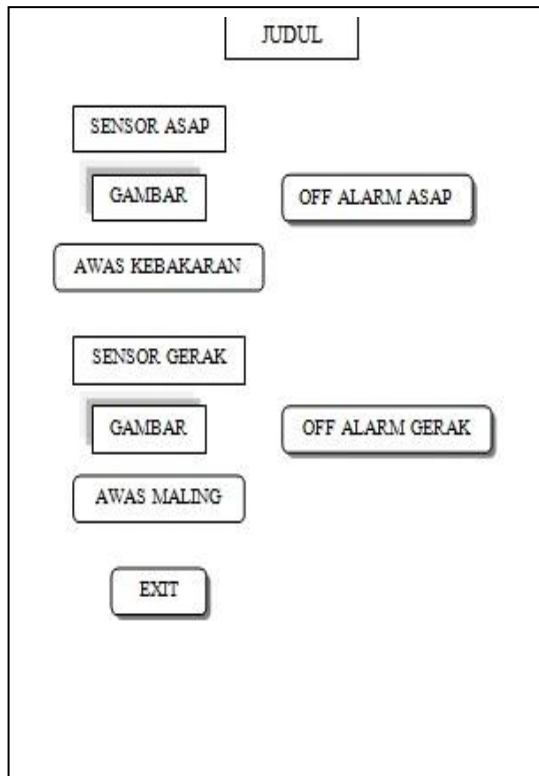 JUDUL
SENSOR ASAP
GAMBAR
OFF ALARM ASAP
AWAS KEBAKARAN
SENSOR GERAK
GAMBAR
OFF ALARM GERAK
AWAS MALING
EXIT